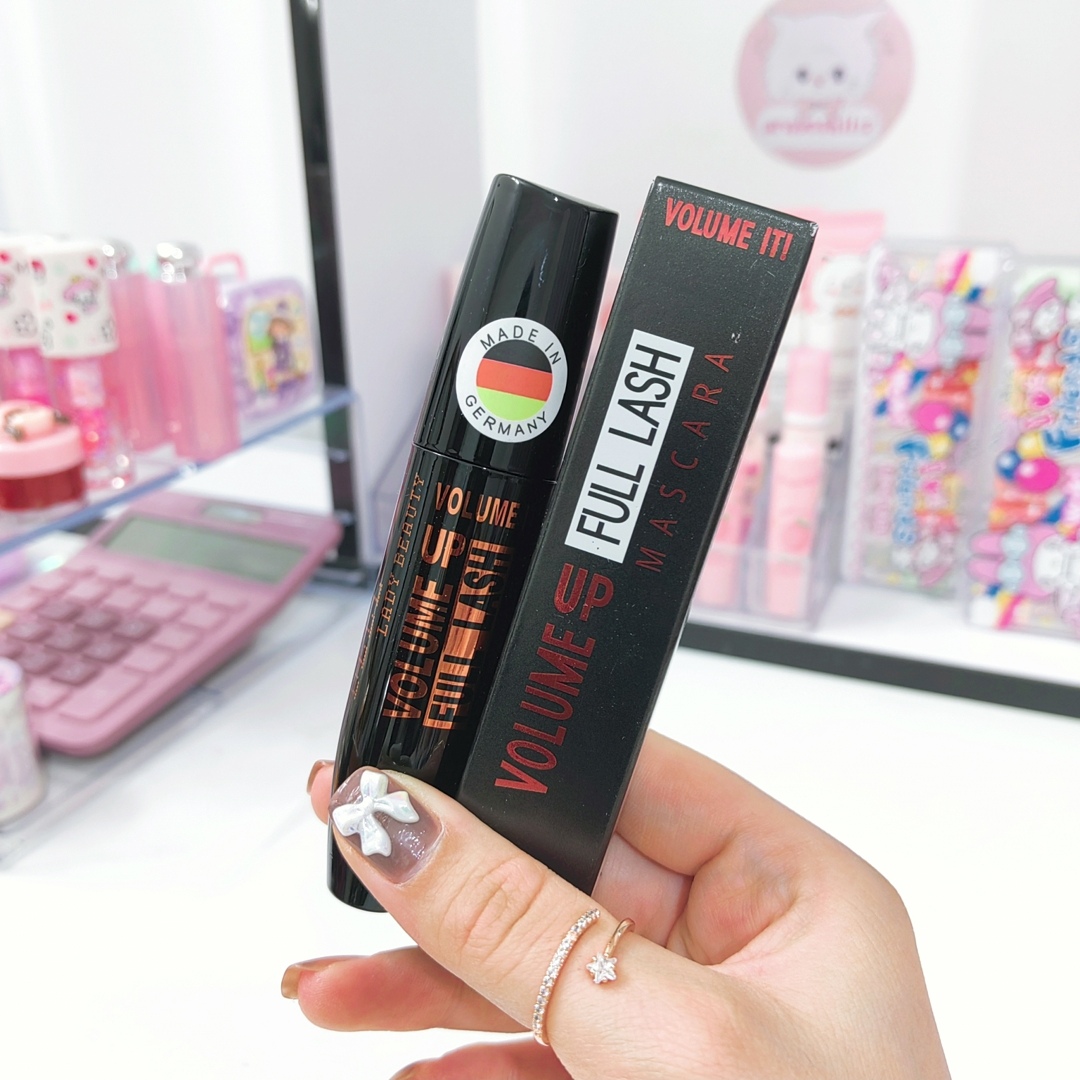 MADE IN
GERMANY
LADY BEAUTY
VOLUME
VOLUME UP
FULL LASH!
VOLUME IT!
VOLUME UP
FULL LASH
MASCARA